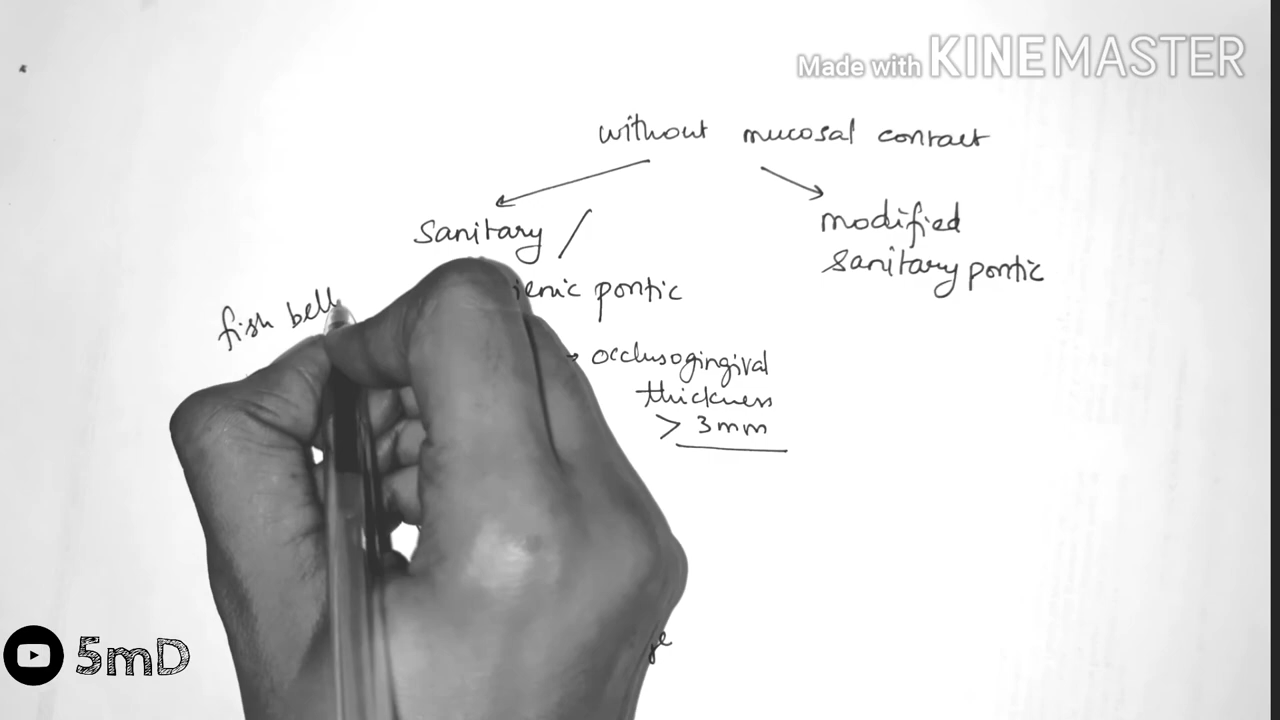 Made with KINEMASTER
without mucosal contact
Sanitary /
ienic pontic
modified
sanitary pontic
fish bell
occlusogingival
thickness
> 3mm
5mD